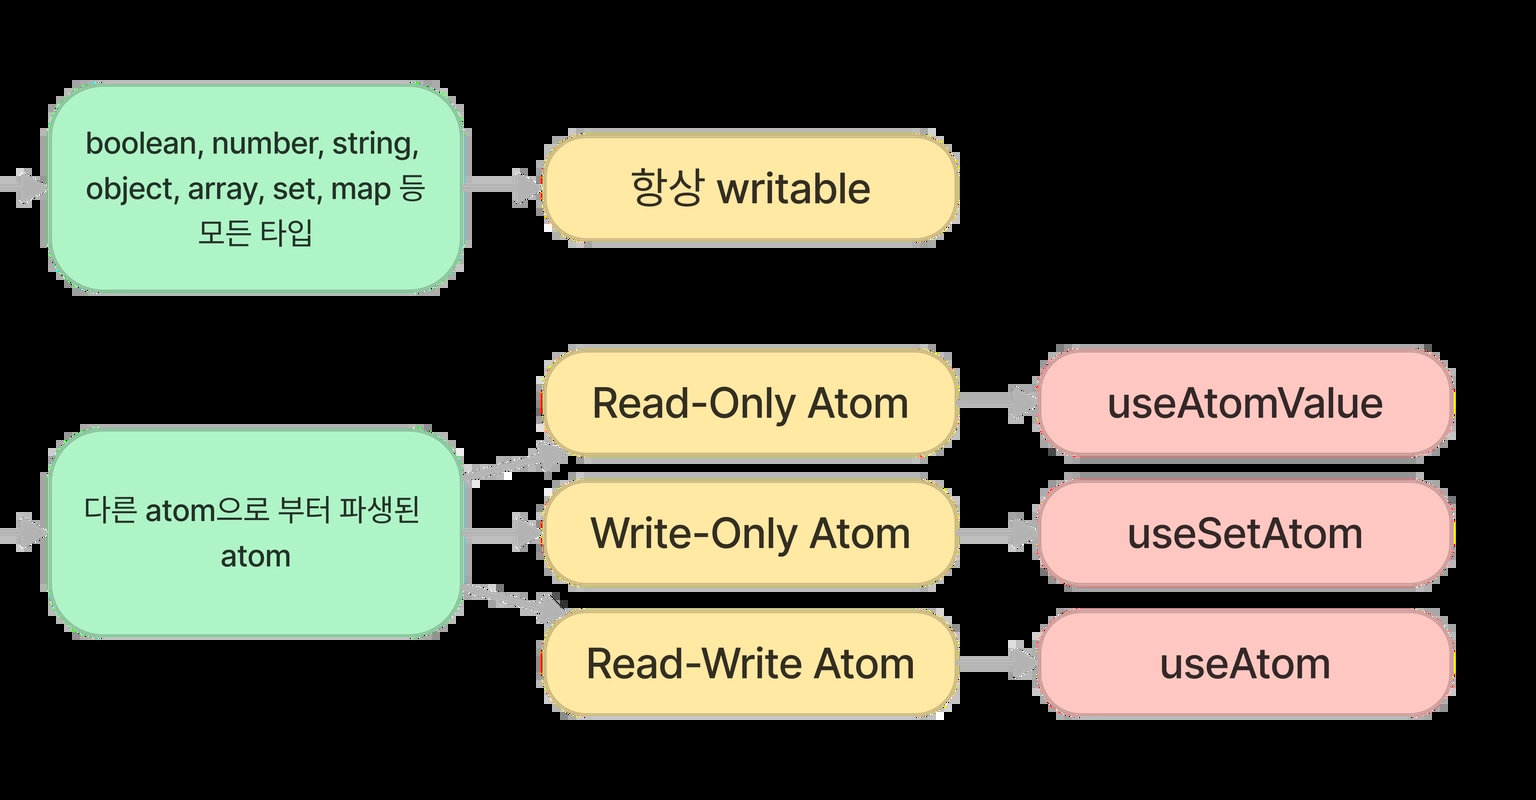 boolean, number, string,
object, array, set, map 등
모든 타입
항상 writable
다른 atom으로 부터 파생된
atom
Read-Only Atom
useAtomValue
Write-Only Atom
useSetAtom
Read-Write Atom
useAtom